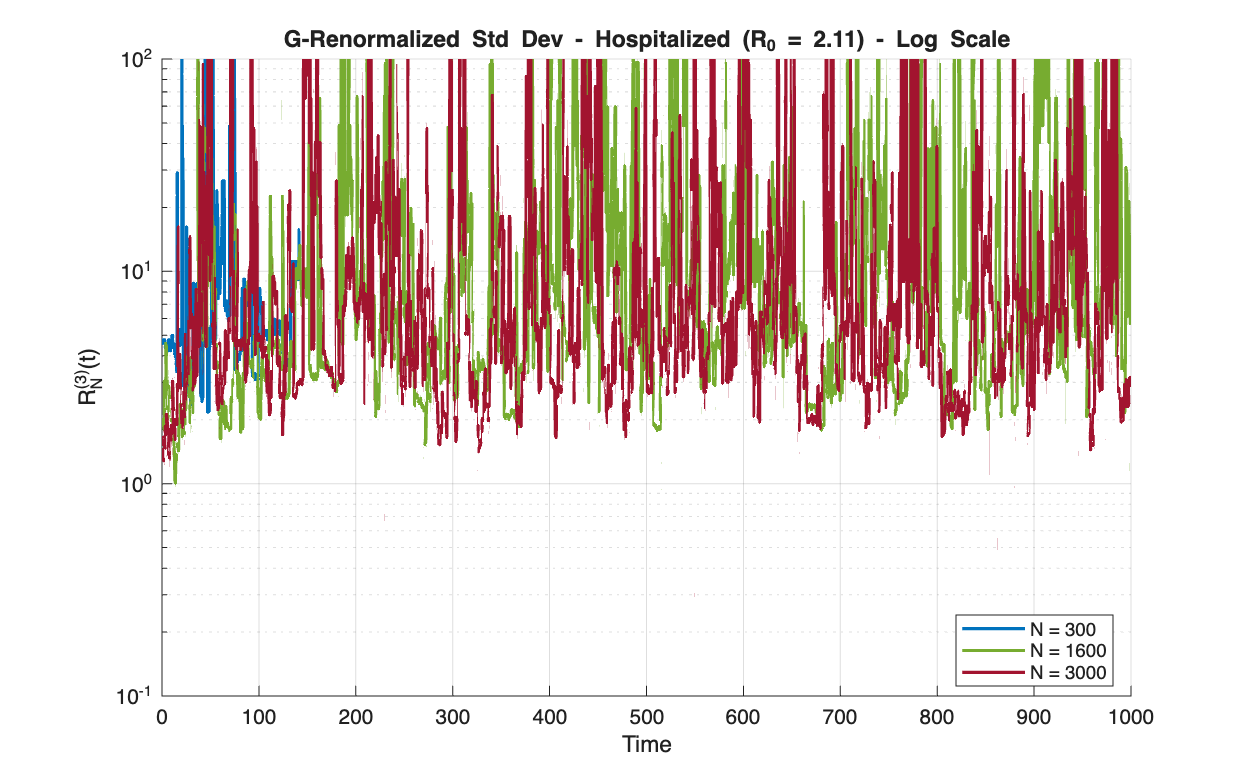 G-Renormalized Std Dev - Hospitalized (R₀ = 2.11) - Log Scale
10²
10¹
10⁰
10⁻¹
R_N^(3)(t)
0 100 200 300 400 500 600 700 800 900 1000
Time
N = 300
N = 1600
N = 3000